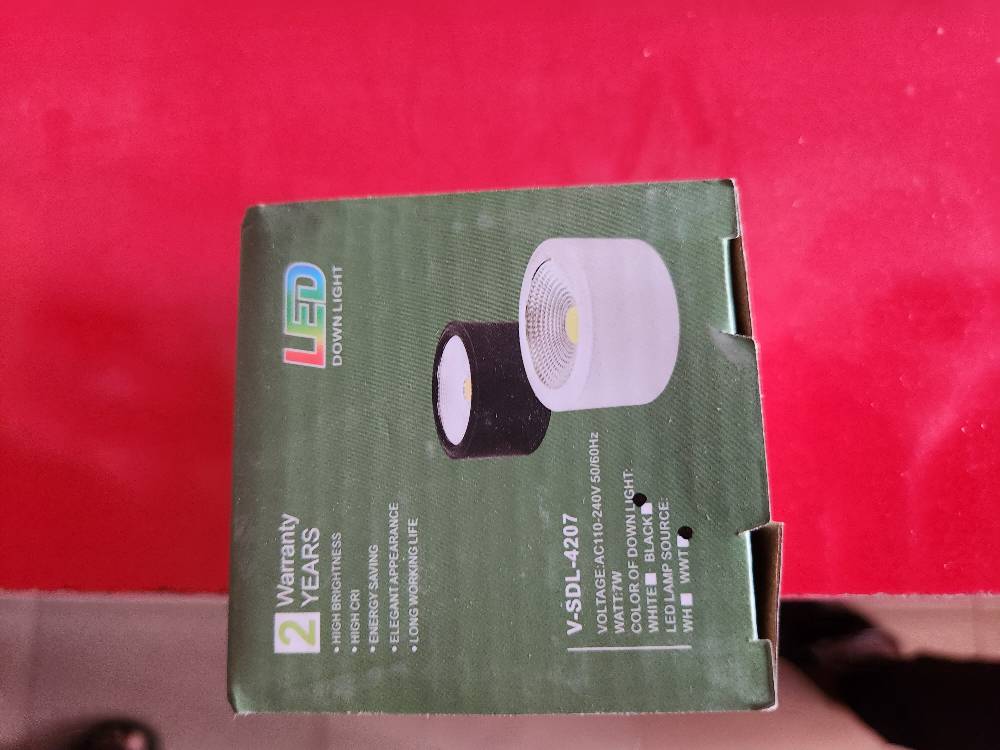 2 Warranty
YEARS
• HIGH BRIGHTNESS
• HIGH CRI
• ENERGY SAVING
• ELEGANT APPEARANCE
• LONG WORKING LIFE
LED
DOWN LIGHT
V-SDL-4207
VOLTAGE:AC110-240V 50/60Hz
WATT:7W
COLOR OF DOWN LIGHT:
WHITE BLACK
LED LAMP SOURCE:
WH WWT